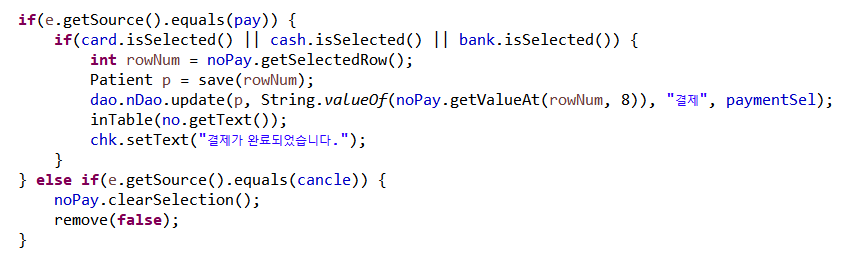 if(e.getSource().equals(pay)) {
    if(card.isSelected() || cash.isSelected() || bank.isSelected()) {
        int rowNum = noPay.getSelectedRow();
        Patient p = save(rowNum);
        dao.nDao.update(p, String.valueOf(noPay.getValueAt(rowNum, 8)), "결제", paymentSel);
        inTable(no.getText());
        chk.setText("결제가 완료되었습니다.");
    }
} else if(e.getSource().equals(cancle)) {
    noPay.clearSelection();
    remove(false);
}